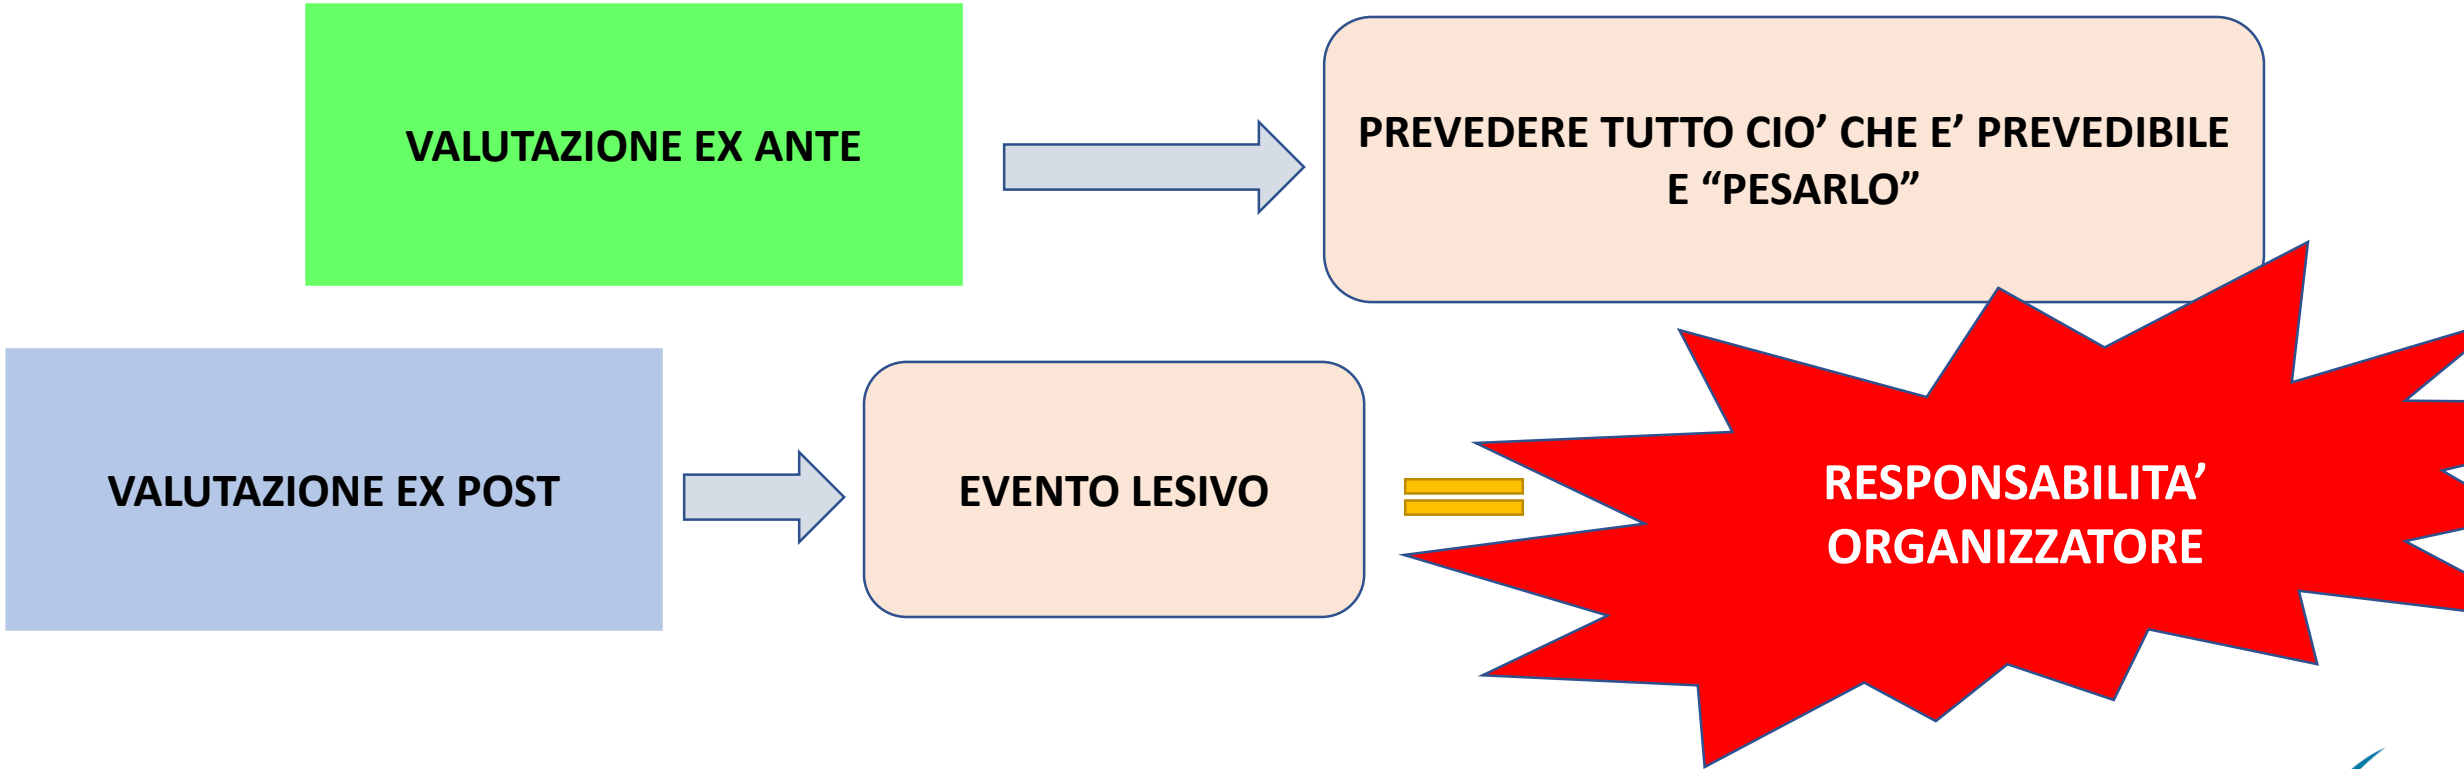 VALUTAZIONE EX ANTE
PREVEDERE TUTTO CIO’ CHE E’ PREVEDIBILE
E “PESARLO”
VALUTAZIONE EX POST
EVENTO LESIVO
RESPONSABILITA’
ORGANIZZATORE